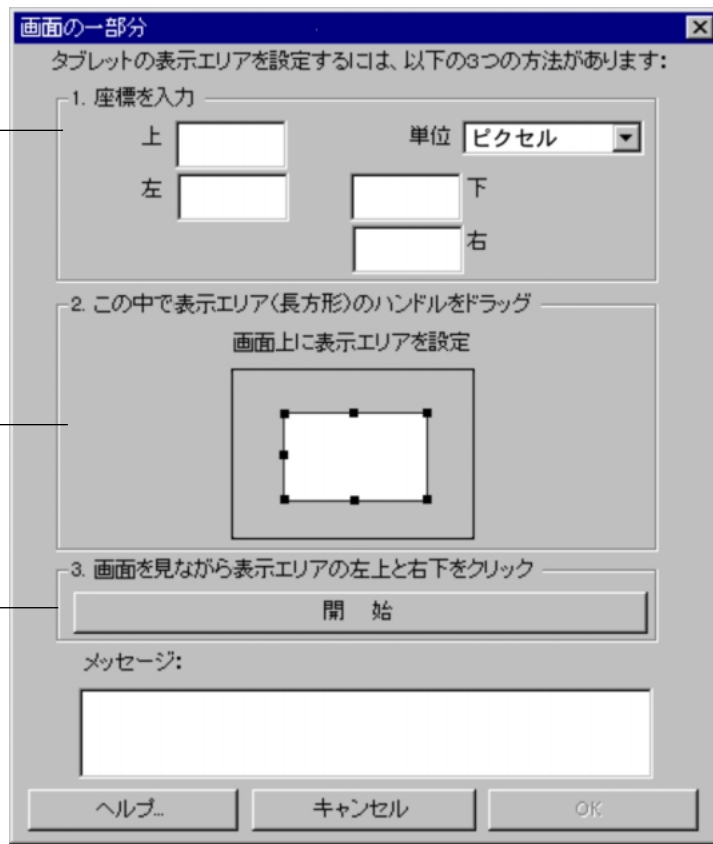 画面の一部分
タブレットの表示エリアを設定するには、以下の3つの方法があります:
1. 座標を入力
上 単位 ピクセル
左 下
右
2. この中で表示エリア(長方形)のハンドルをドラッグ
画面上に表示エリアを設定
3. 画面を見ながら表示エリアの左上と右下をクリック
開 始
メッセージ:
ヘルプ... キャンセル OK